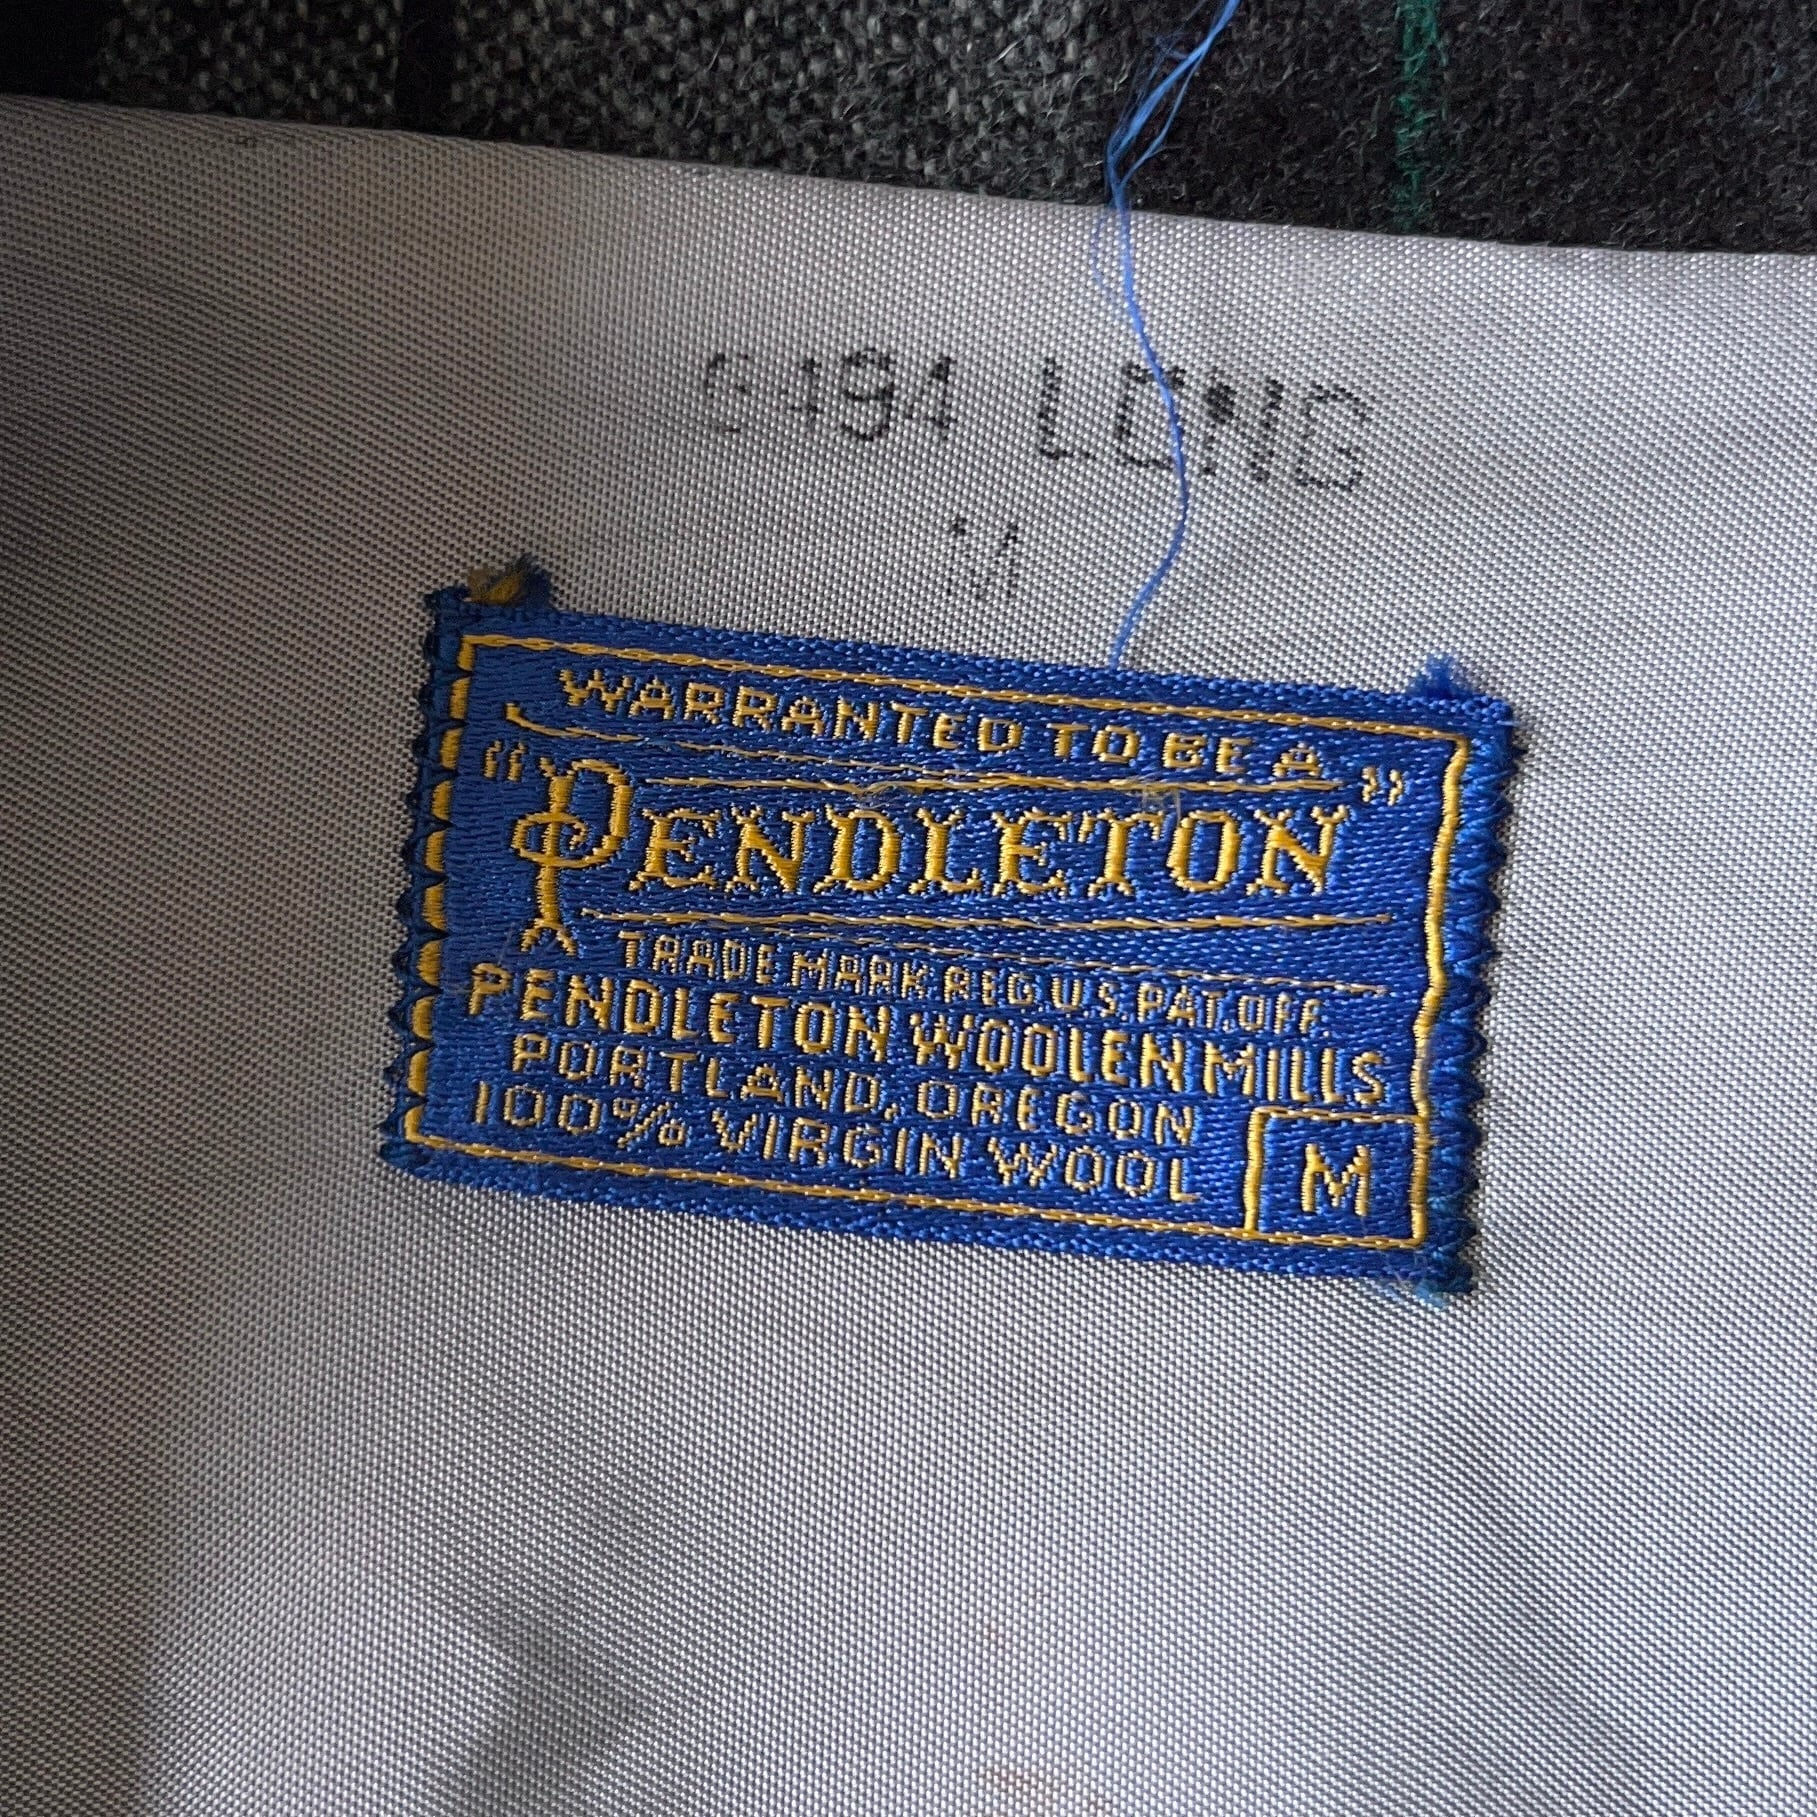 6494 LONG
M
WARRANTED TO BE A
"PENDLETON"
TRADE MARK REG. U.S. PAT. OFF.
PENDLETON WOOLEN MILLS
PORTLAND, OREGON
100% VIRGIN WOOL
M